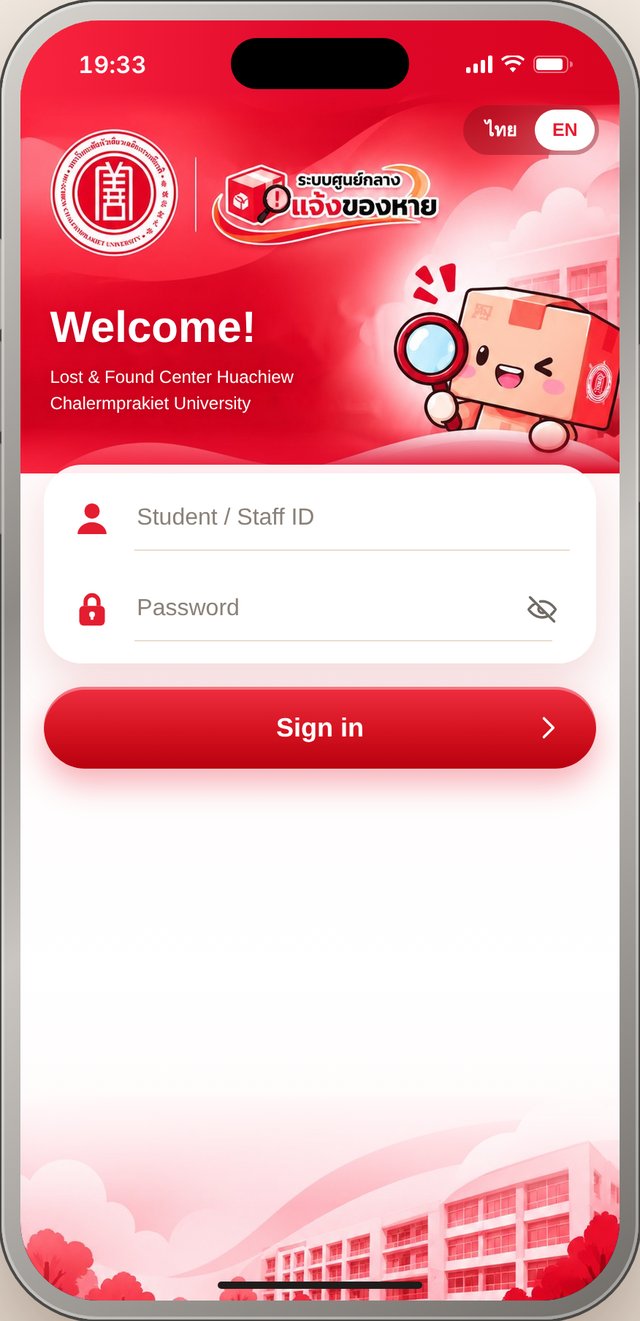 19:33
ไทย EN
ระบบศูนย์กลาง
แจ้งของหาย
Welcome!
Lost & Found Center Huachiew
Chalermprakiet University
Student / Staff ID
Password
Sign in